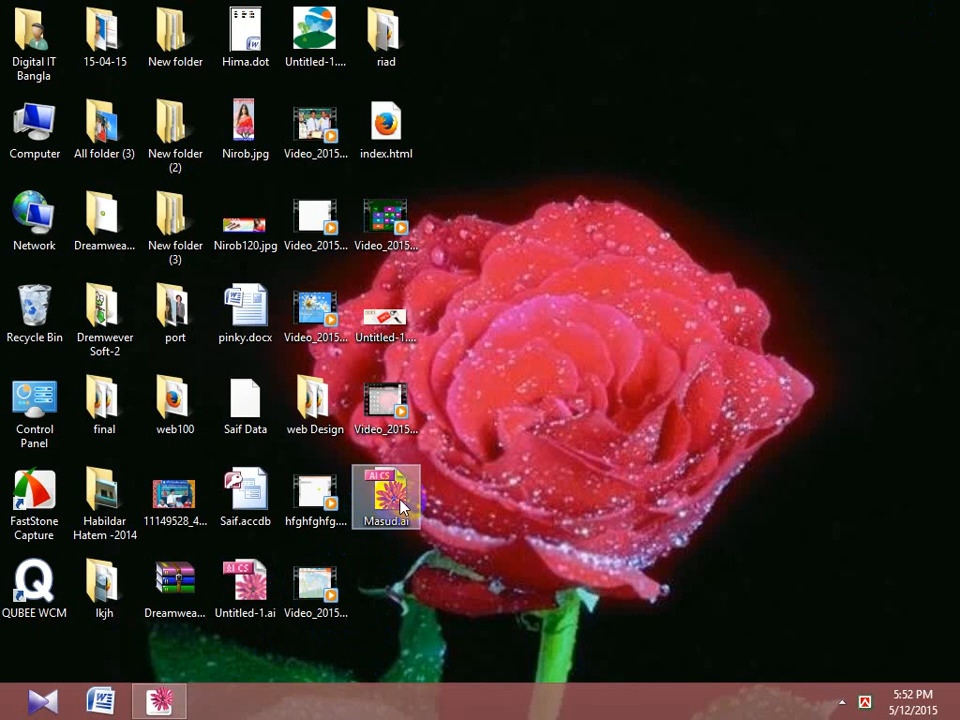 Digital IT
Bangla
15-04-15
New folder
Hima.dot
Untitled-1....
riad
Computer
All folder (3)
New folder
(2)
Nirob.jpg
Video_2015...
index.html
Network
Dreamwea...
New folder
(3)
Nirob120.jpg
Video_2015...
Video_2015...
Recycle Bin
Dremwever
Soft-2
port
pinky.docx
Video_2015...
Untitled-1....
Control
Panel
final
web100
Saif Data
web Design
Video_2015...
AI CS
FastStone
Capture
Habildar
Hatem -2014
11149528_4...
Saif.accdb
hfghfghfg....
Masud.ai
AI CS
QUBEE WCM
lkjh
Dreamwea...
Untitled-1.ai
Video_2015...
5:52 PM
5/12/2015